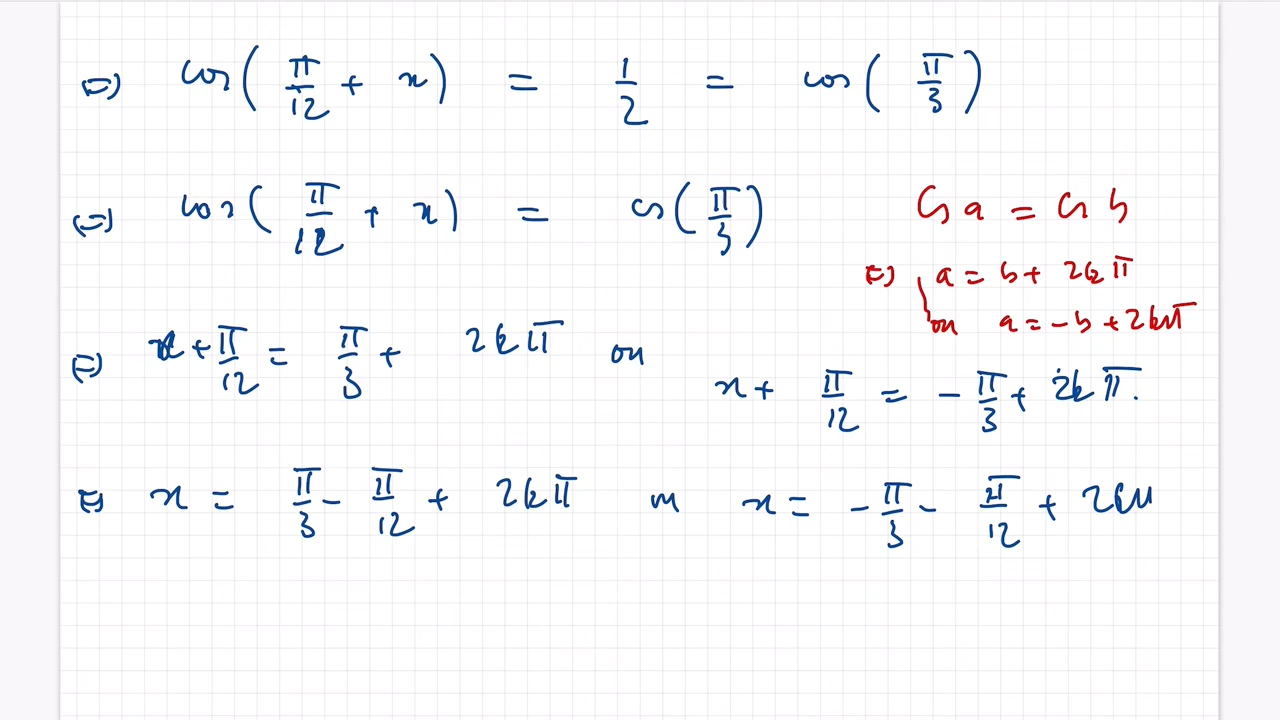 ⇔ cos(π/12 + x) = 1/2 = cos(π/3)
⇔ cos(π/12 + x) = cos(π/3)
Cos a = Cos b
⇔ a = b + 2kπ
ou a = -b + 2kπ
⇔ x + π/12 = π/3 + 2kπ ou x + π/12 = -π/3 + 2kπ.
⇔ x = π/3 - π/12 + 2kπ ou x = -π/3 - π/12 + 2kπ